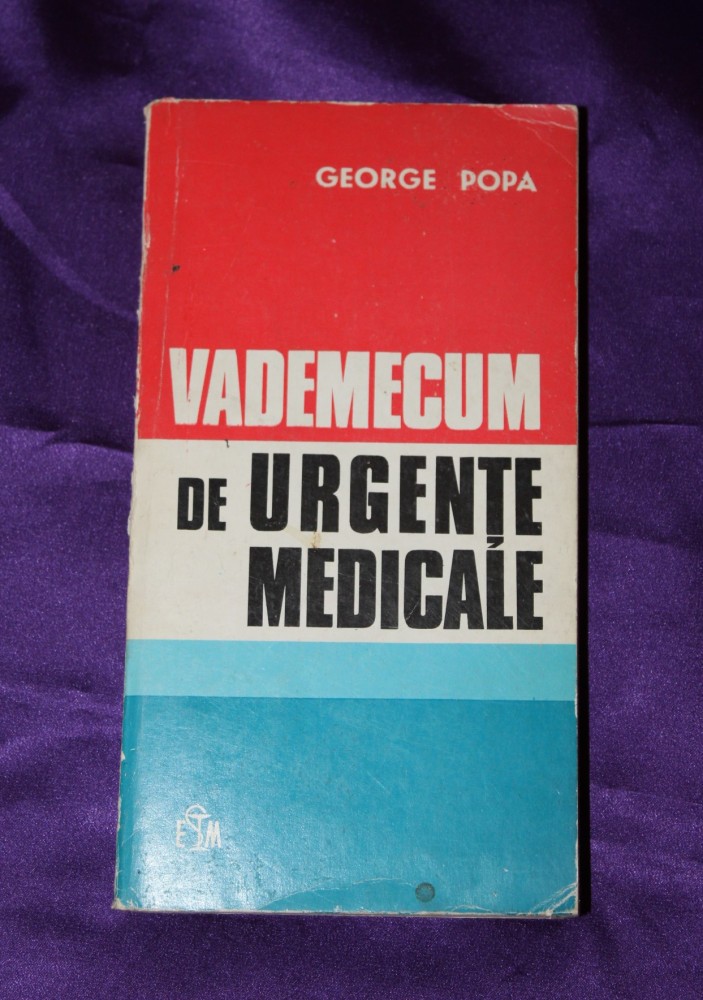 GEORGE POPA
VADEMECUM
DE URGENȚE
MEDICALE
ESM